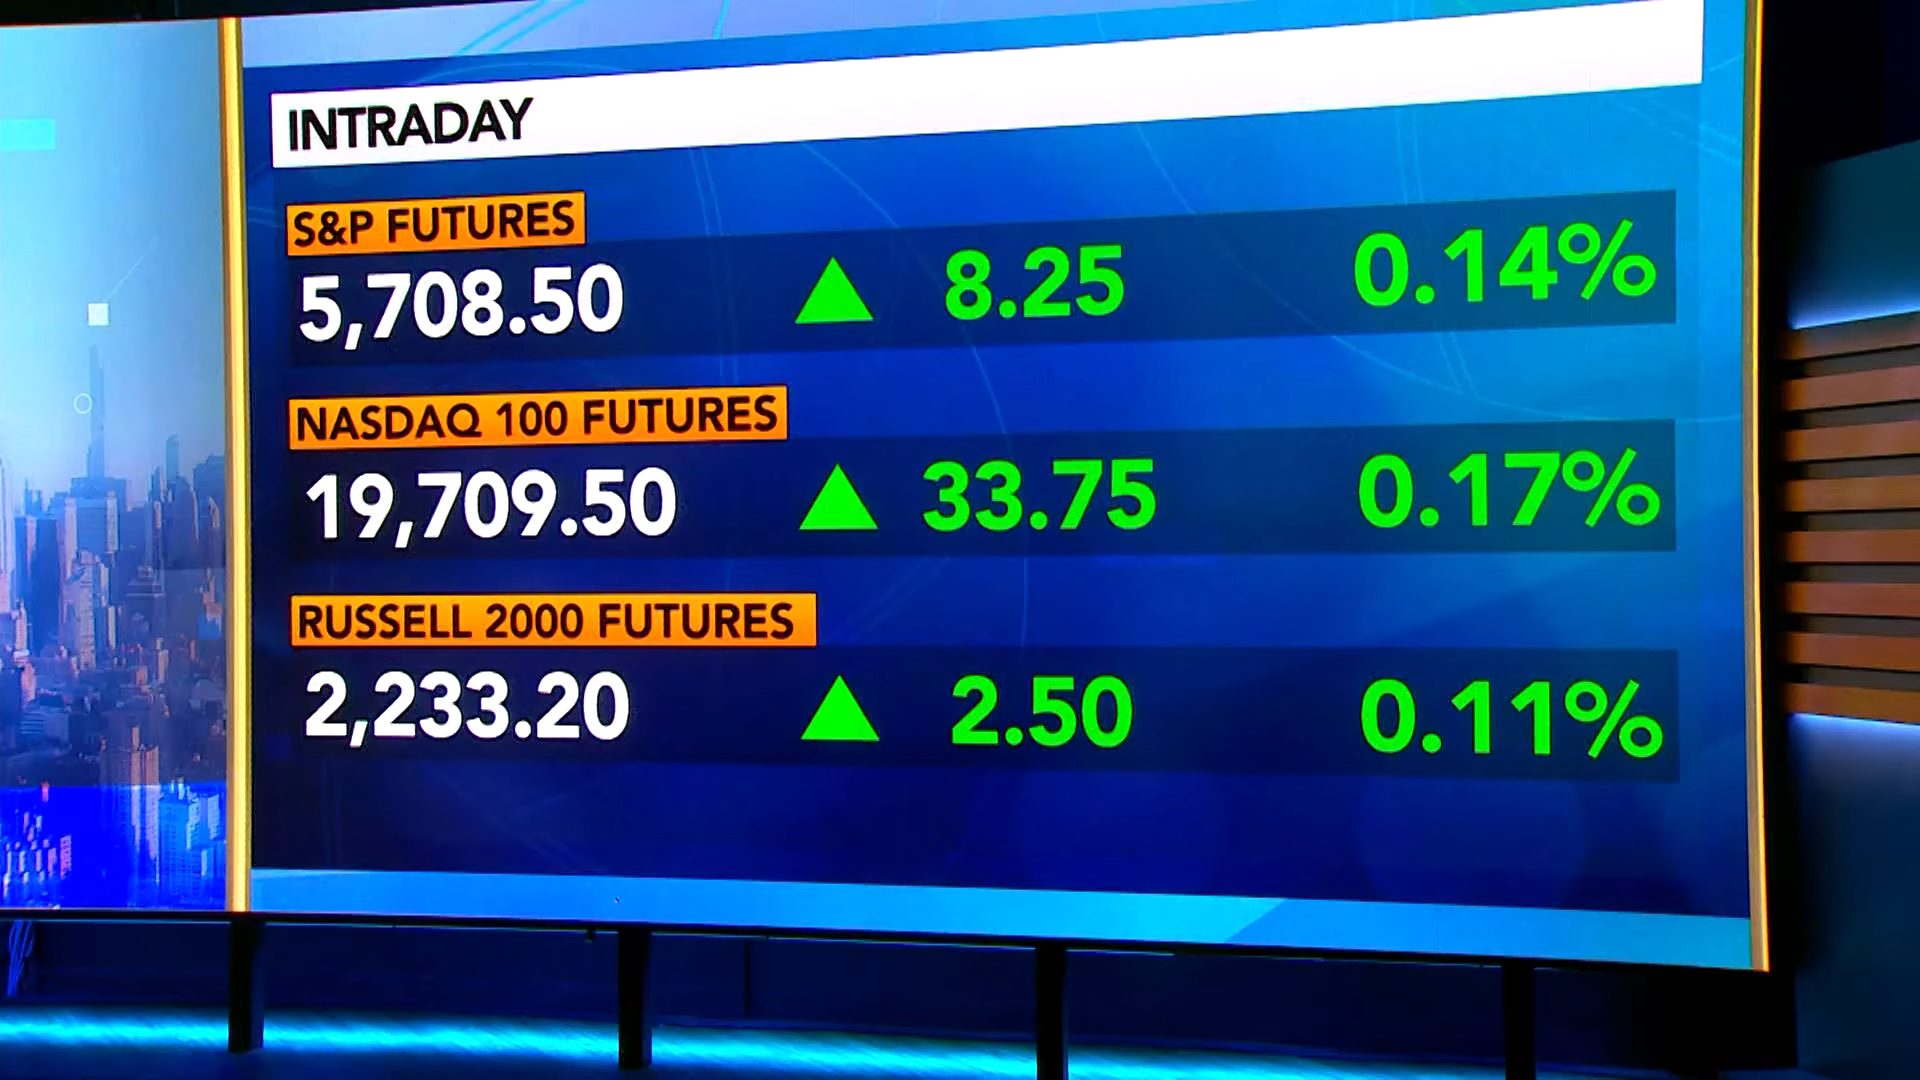 INTRADAY
S&P FUTURES
5,708.50 ▲ 8.25 0.14%
NASDAQ 100 FUTURES
19,709.50 ▲ 33.75 0.17%
RUSSELL 2000 FUTURES
2,233.20 ▲ 2.50 0.11%